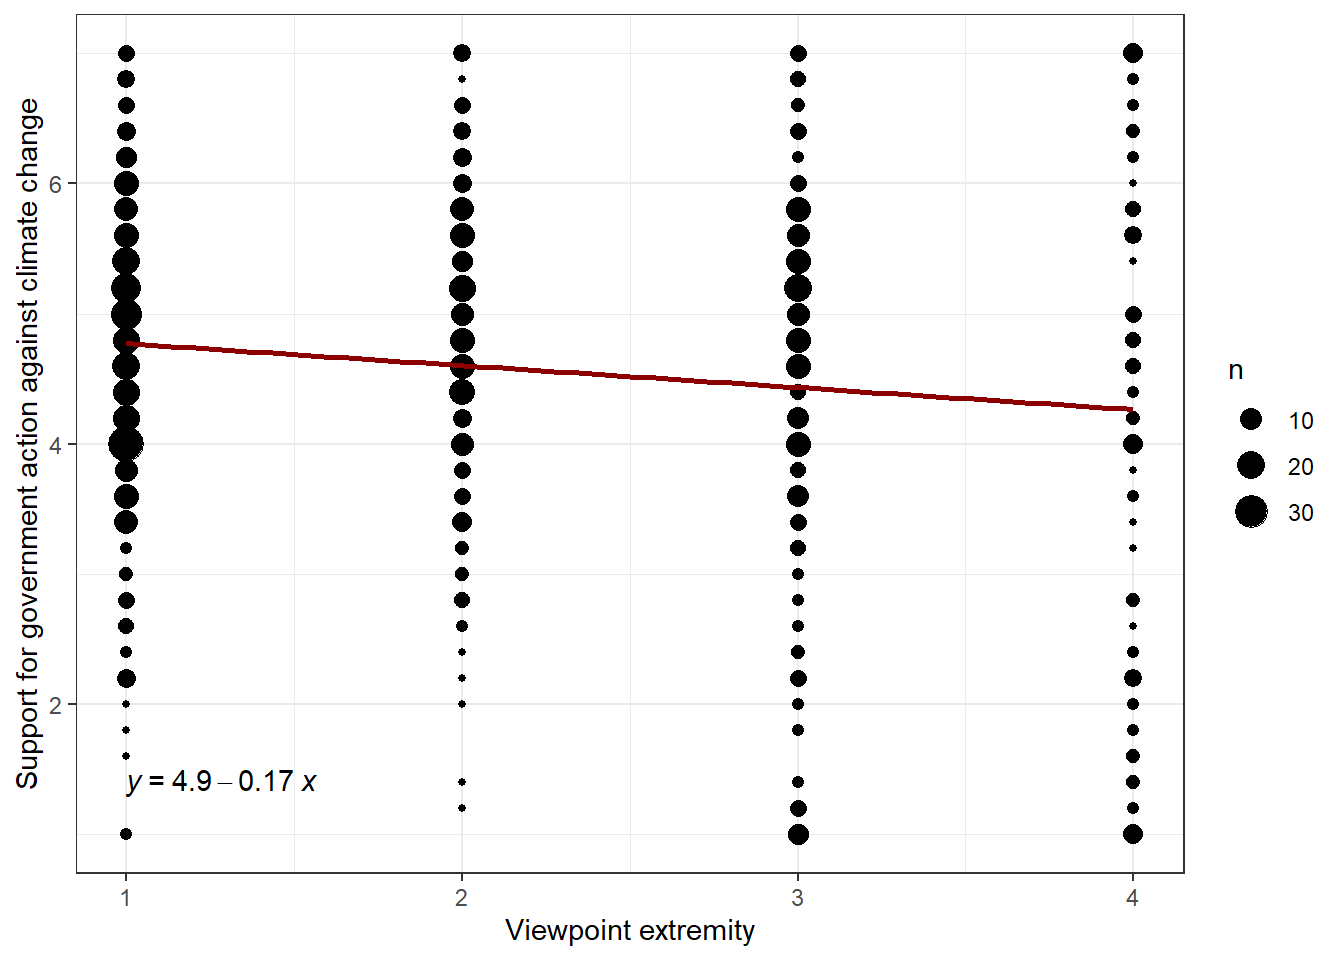 Support for government action against climate change
6
4
2
y = 4.9 − 0.17 x
1
2
3
4
Viewpoint extremity
n
10
20
30